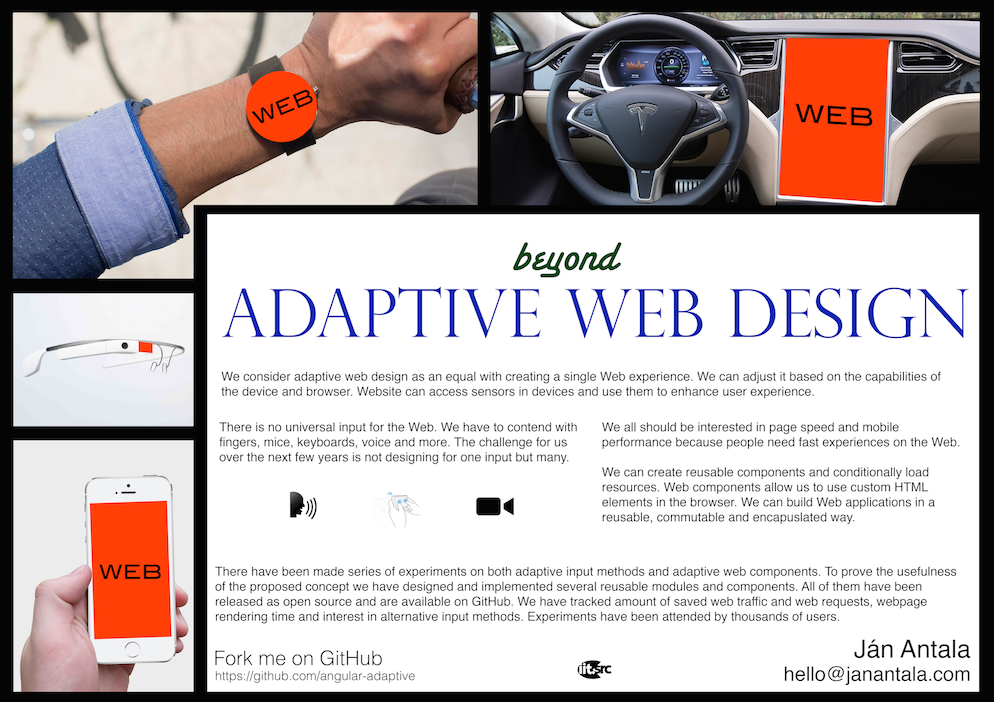 WEB
WEB
beyond
ADAPTIVE WEB DESIGN
We consider adaptive web design as an equal with creating a single Web experience. We can adjust it based on the capabilities of
the device and browser. Website can access sensors in devices and use them to enhance user experience.
There is no universal input for the Web. We have to contend with
fingers, mice, keyboards, voice and more. The challenge for us
over the next few years is not designing for one input but many.
We all should be interested in page speed and mobile
performance because people need fast experiences on the Web.
We can create reusable components and conditionally load
resources. Web components allow us to use custom HTML
elements in the browser. We can build Web applications in a
reusable, commutable and encapuslated way.
WEB
There have been made series of experiments on both adaptive input methods and adaptive web components. To prove the usefulness
of the proposed concept we have designed and implemented several reusable modules and components. All of them have been
released as open source and are available on GitHub. We have tracked amount of saved web traffic and web requests, webpage
rendering time and interest in alternative input methods. Experiments have been attended by thousands of users.
Fork me on GitHub
https://github.com/angular-adaptive
iit.src
Ján Antala
hello@janantala.com